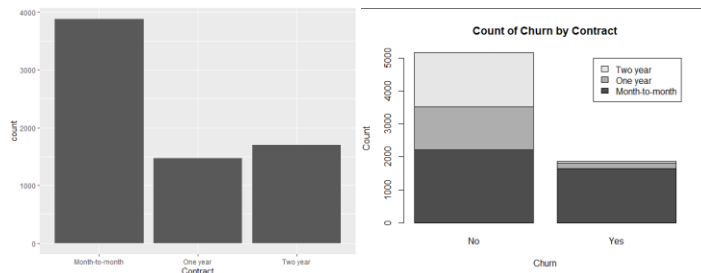 4000
3000
2000
1000
0
count
Month-to-month
One year
Two year
Contract
Count of Churn by Contract
5000
4000
3000
2000
1000
0
Count
Two year
One year
Month-to-month
No
Yes
Churn